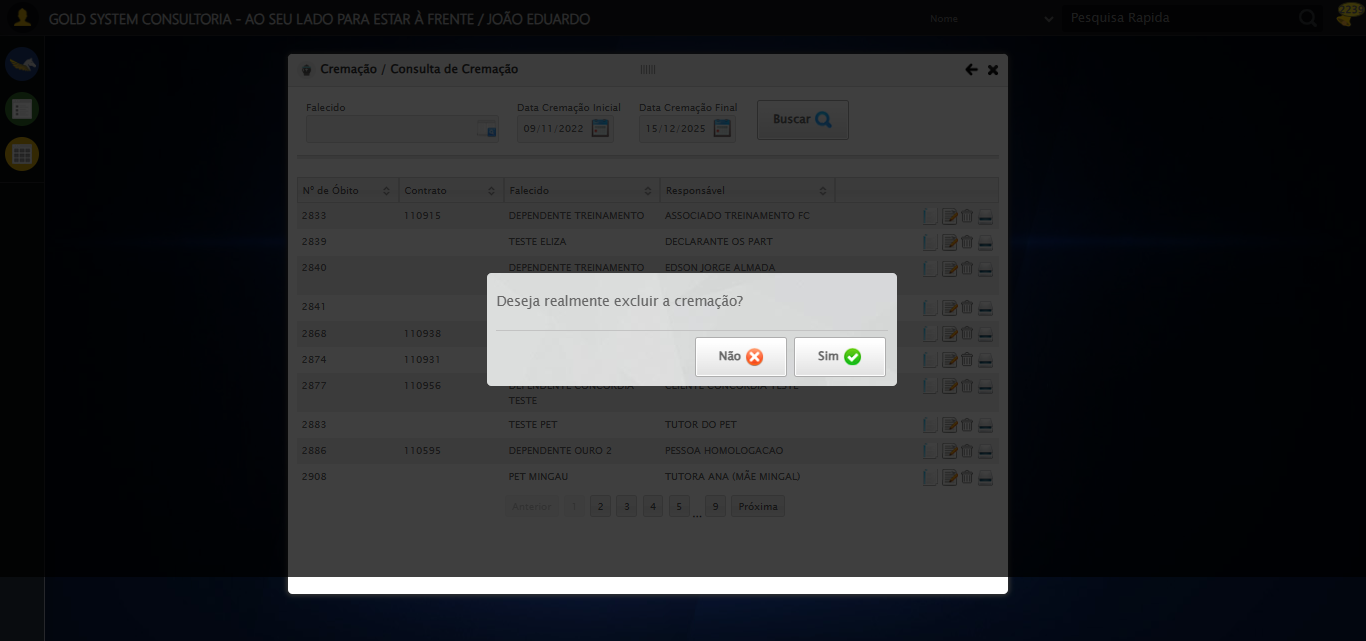 GOLD SYSTEM CONSULTORIA - AO SEU LADO PARA ESTAR À FRENTE / JOÃO EDUARDO
Nome
Pesquisa Rapida
Cremação / Consulta de Cremação
Falecido
Data Cremação Inicial
Data Cremação Final
09/11/2022
15/12/2025
Buscar
Nº de Óbito
Contrato
Falecido
Responsável
2833 110915 DEPENDENTE TREINAMENTO ASSOCIADO TREINAMENTO FC
2839 TESTE ELIZA DECLARANTE OS PART
2840 DEPENDENTE TREINAMENTO EDSON JORGE ALMADA
Deseja realmente excluir a cremação?
2841
2868 110938
Não
Sim
2874 110931
2877 110956 DEPENDENTE CONCORDIA CLIENTE CONCORDIA TESTE
TESTE
2883 TESTE PET TUTOR DO PET
2886 110595 DEPENDENTE OURO 2 PESSOA HOMOLOGACAO
2908 PET MINGAU TUTORA ANA (MÃE MINGAL)
Anterior 1 2 3 4 5 ... 9 Próxima